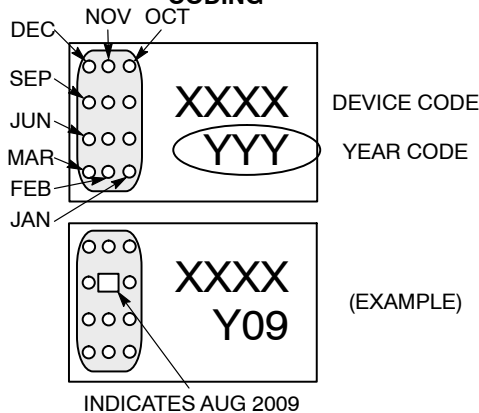 CODING
NOV OCT
DEC
SEP
JUN
MAR
FEB
JAN
XXXX
DEVICE CODE
YYY
YEAR CODE
XXXX
Y09
(EXAMPLE)
INDICATES AUG 2009